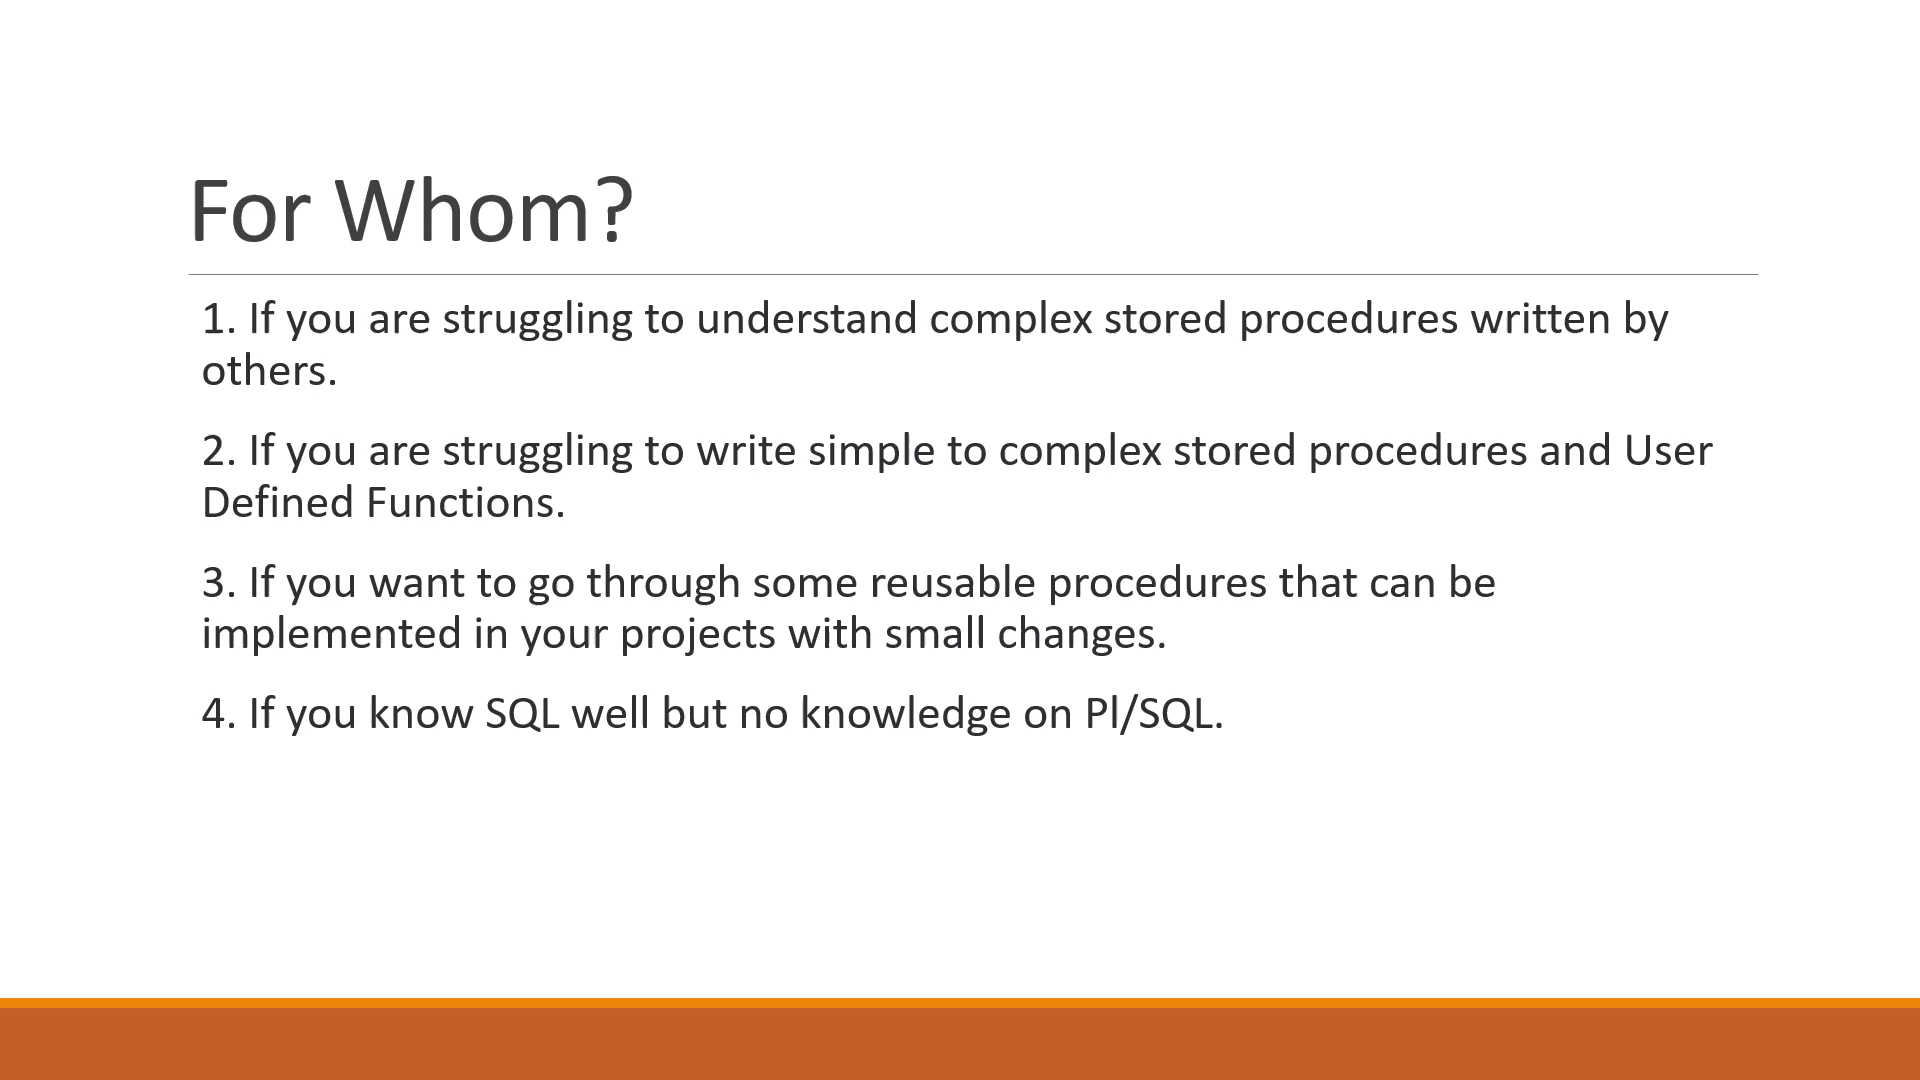 For Whom?
1. If you are struggling to understand complex stored procedures written by
others.
2. If you are struggling to write simple to complex stored procedures and User
Defined Functions.
3. If you want to go through some reusable procedures that can be
implemented in your projects with small changes.
4. If you know SQL well but no knowledge on Pl/SQL.